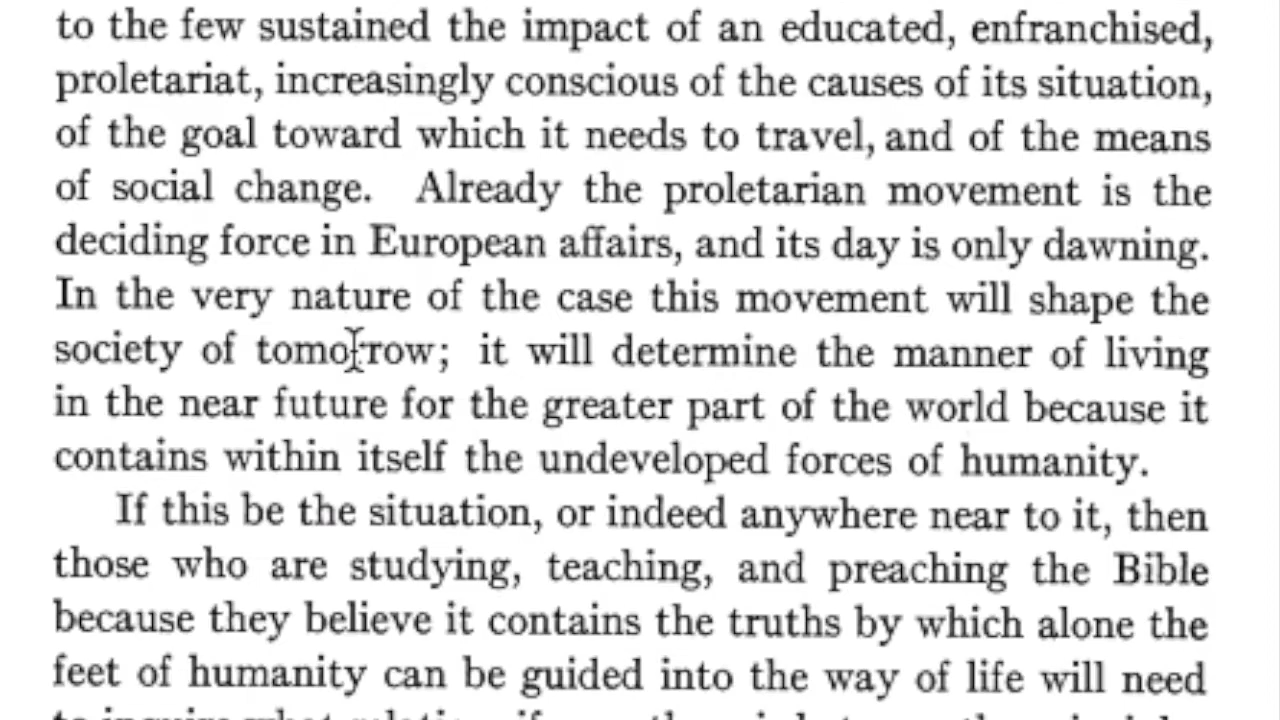 to the few sustained the impact of an educated, enfranchised,
proletariat, increasingly conscious of the causes of its situation,
of the goal toward which it needs to travel, and of the means
of social change. Already the proletarian movement is the
deciding force in European affairs, and its day is only dawning.
In the very nature of the case this movement will shape the
society of tomorrow; it will determine the manner of living
in the near future for the greater part of the world because it
contains within itself the undeveloped forces of humanity.
If this be the situation, or indeed anywhere near to it, then
those who are studying, teaching, and preaching the Bible
because they believe it contains the truths by which alone the
feet of humanity can be guided into the way of life will need
to inquire what